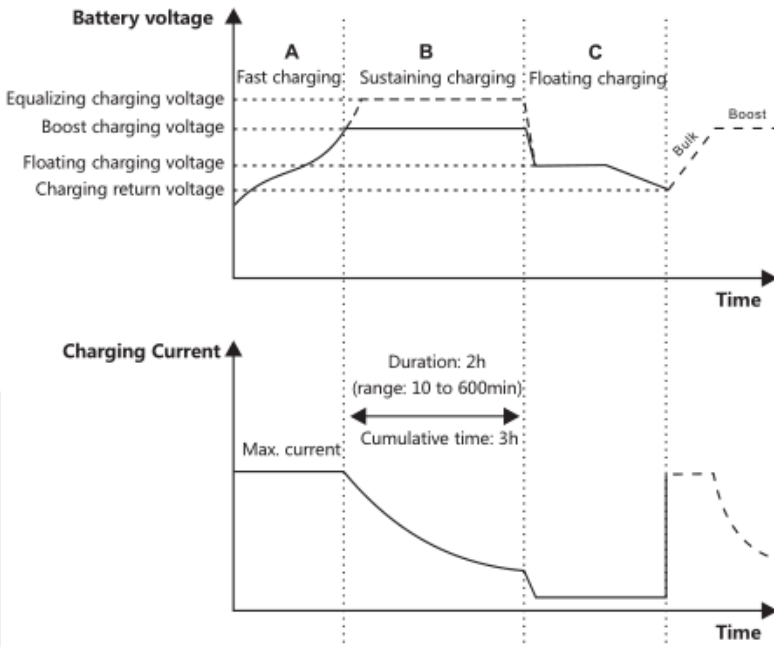 Battery voltage
A
B
C
Fast charging
Sustaining charging
Floating charging
Equalizing charging voltage
Boost charging voltage
Floating charging voltage
Charging return voltage
Bulk
Boost
Time
Charging Current
Duration: 2h
(range: 10 to 600min)
Cumulative time: 3h
Max. current
Time